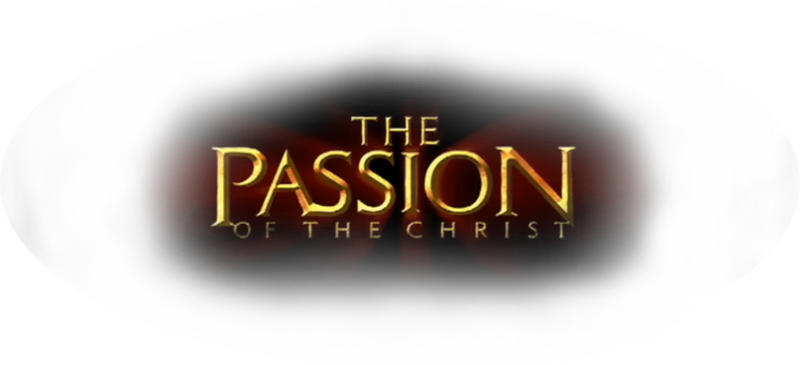 THE
PASSION
OF THE CHRIST